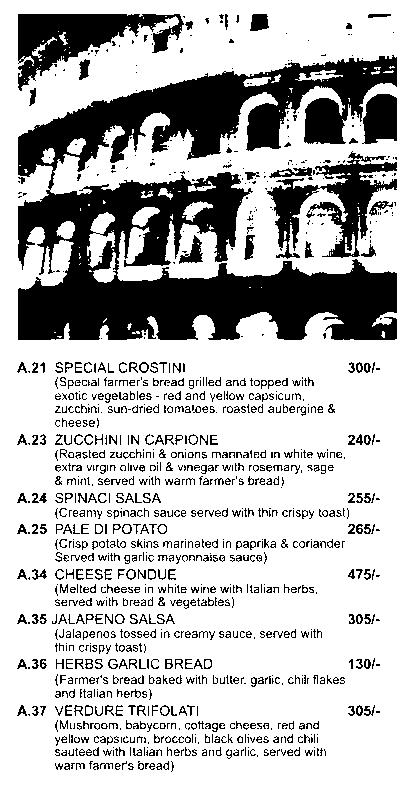 A.21 SPECIAL CROSTINI 300/-
(Special farmer's bread grilled and topped with
exotic vegetables - red and yellow capsicum,
zucchini, sun-dried tomatoes, roasted aubergine &
cheese)
A.23 ZUCCHINI IN CARPIONE 240/-
(Roasted zucchini & onions marinated in white wine,
extra virgin olive oil & vinegar with rosemary, sage
& mint, served with warm farmer's bread)
A.24 SPINACI SALSA 255/-
(Creamy spinach sauce served with thin crispy toast)
A.25 PALE DI POTATO 265/-
(Crisp potato skins marinated in paprika & coriander
Served with garlic mayonnaise sauce)
A.34 CHEESE FONDUE 475/-
(Melted cheese in white wine with Italian herbs,
served with bread & vegetables)
A.35 JALAPENO SALSA 305/-
(Jalapenos tossed in creamy sauce, served with
thin crispy toast)
A.36 HERBS GARLIC BREAD 130/-
(Farmer's bread baked with butter, garlic, chili flakes
and Italian herbs)
A.37 VERDURE TRIFOLATI 305/-
(Mushroom, babycorn, cottage cheese, red and
yellow capsicum, broccoli, black olives and chili
sauteed with Italian herbs and garlic, served with
warm farmer's bread)